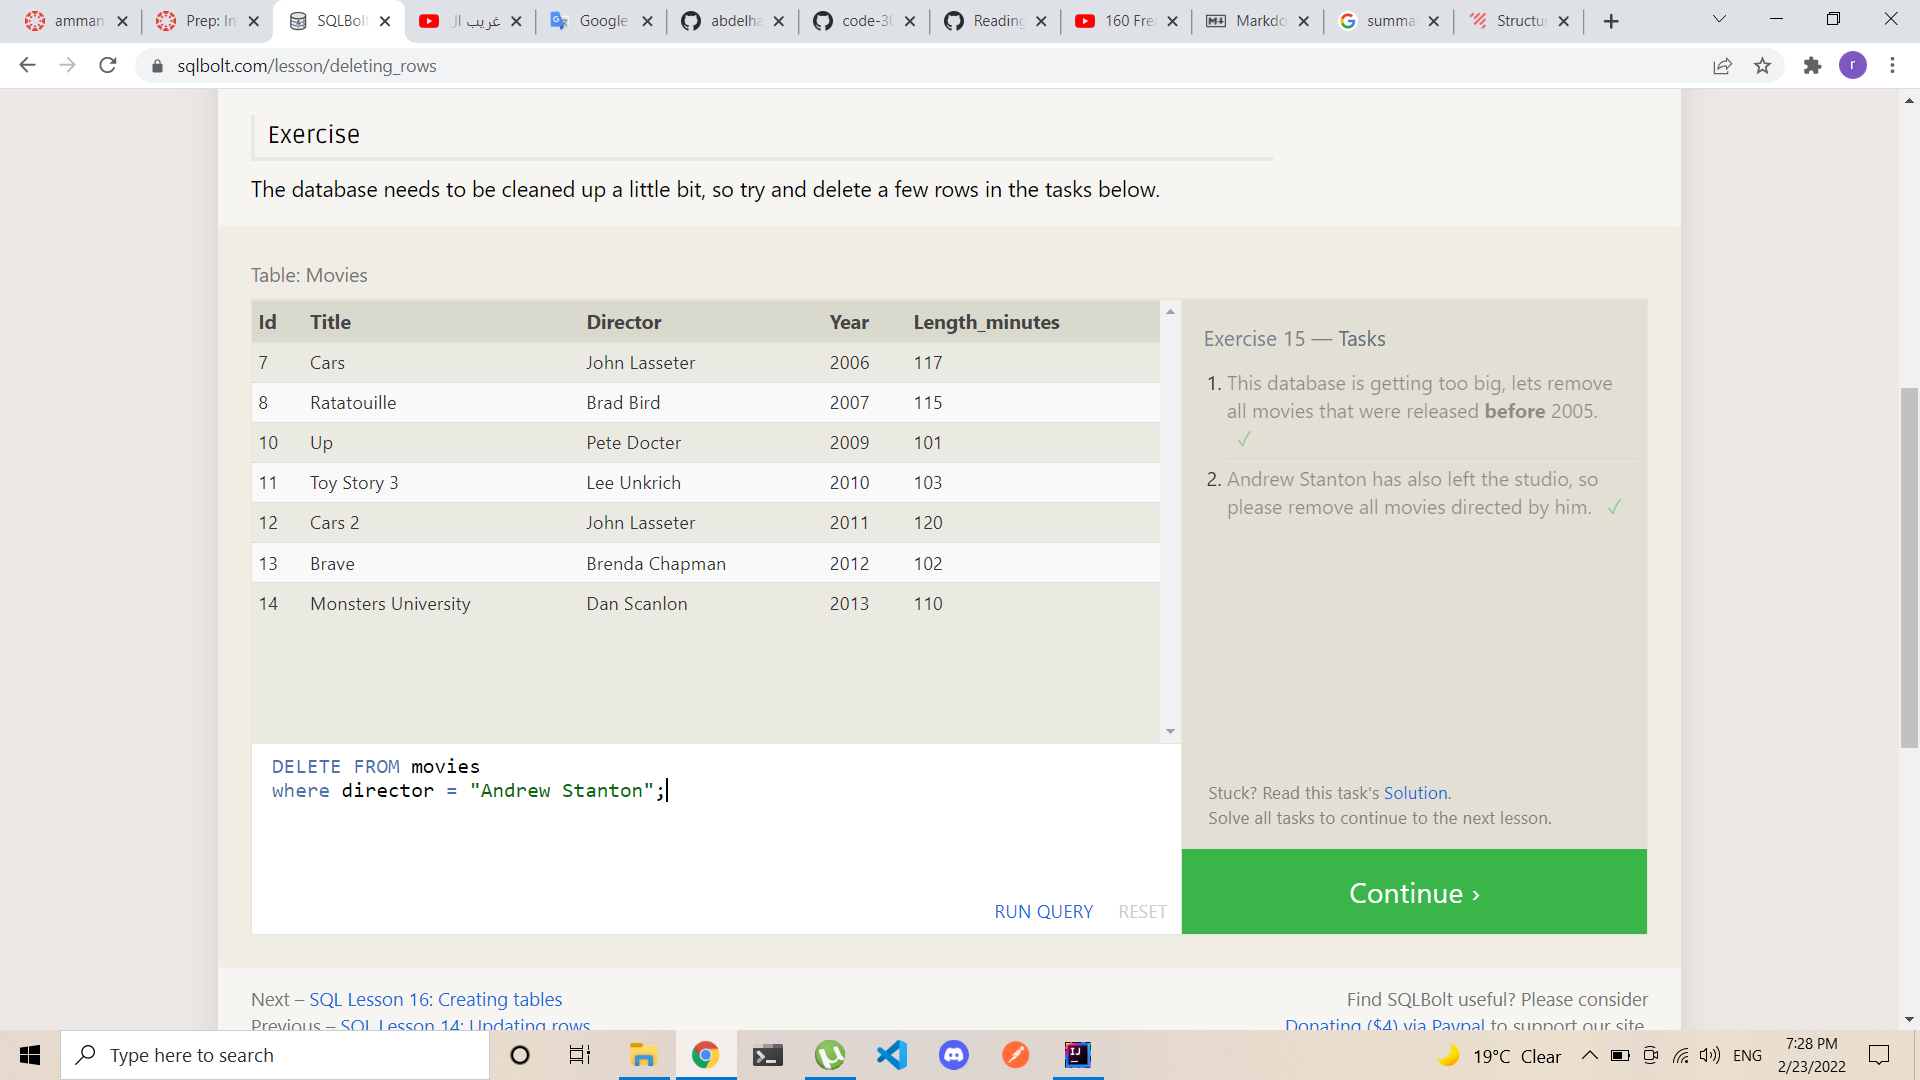 amman
Prep: In
SQLBolt
غريب ال
Google
abdelha
code-30
Reading
160 Fre
Markdo
summa
Structu
sqlbolt.com/lesson/deleting_rows
r
Exercise
The database needs to be cleaned up a little bit, so try and delete a few rows in the tasks below.
Table: Movies
Id Title Director Year Length_minutes
7 Cars John Lasseter 2006 117
8 Ratatouille Brad Bird 2007 115
10 Up Pete Docter 2009 101
11 Toy Story 3 Lee Unkrich 2010 103
12 Cars 2 John Lasseter 2011 120
13 Brave Brenda Chapman 2012 102
14 Monsters University Dan Scanlon 2013 110
Exercise 15 — Tasks
1. This database is getting too big, lets remove
all movies that were released before 2005.
✓
2. Andrew Stanton has also left the studio, so
please remove all movies directed by him. ✓
DELETE FROM movies
where director = "Andrew Stanton";
RUN QUERY RESET
Stuck? Read this task's Solution.
Solve all tasks to continue to the next lesson.
Continue ›
Next – SQL Lesson 16: Creating tables
Previous – SQL Lesson 14: Updating rows
Find SQLBolt useful? Please consider
Donating ($4) via Paypal to support our site.
Type here to search
19°C Clear
ENG
7:28 PM
2/23/2022